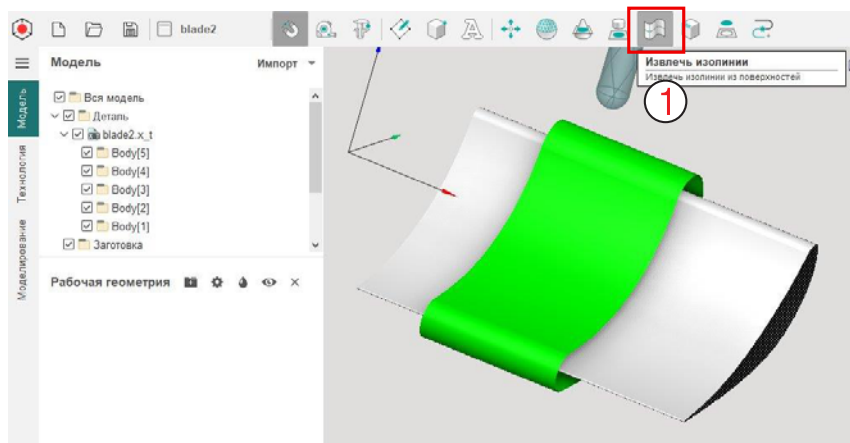 blade2
Модель
Импорт
Извлечь изолинии
Извлечь изолинии из поверхностей
1
Вся модель
Деталь
blade2.x_t
Body[5]
Body[4]
Body[3]
Body[2]
Body[1]
Заготовка
Рабочая геометрия
Модель
Технология
Моделирование